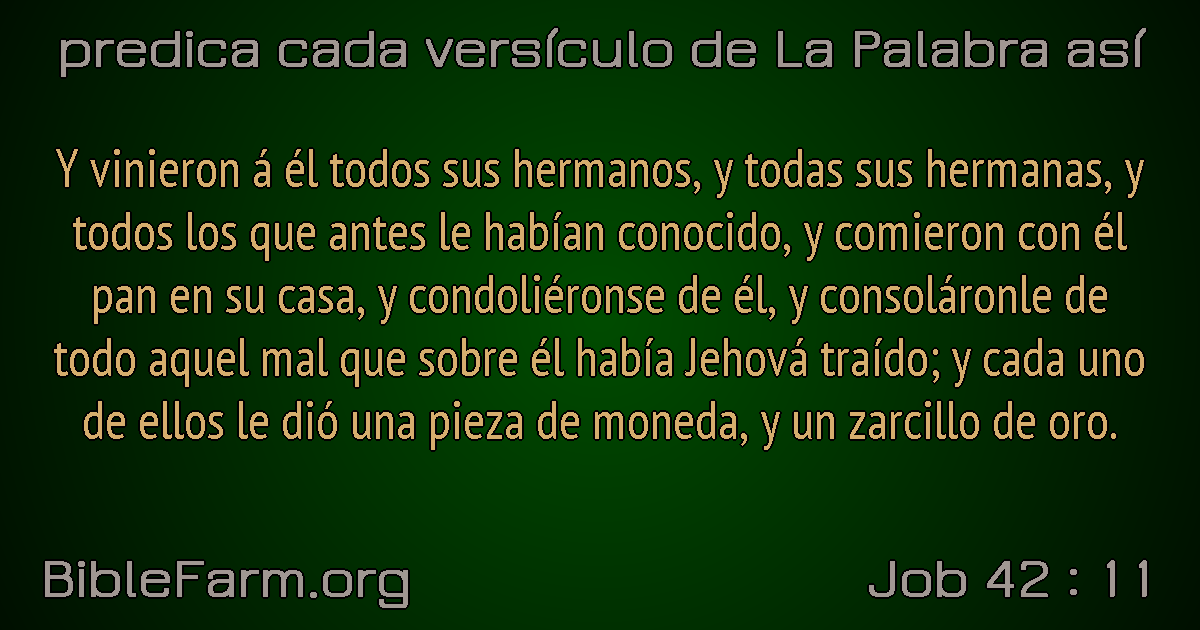 predica cada versículo de La Palabra así
Y vinieron á él todos sus hermanos, y todas sus hermanas, y
todos los que antes le habían conocido, y comieron con él
pan en su casa, y condoliéronse de él, y consoláronle de
todo aquel mal que sobre él había Jehová traído; y cada uno
de ellos le dió una pieza de moneda, y un zarcillo de oro.
BibleFarm.org
Job 42 : 11